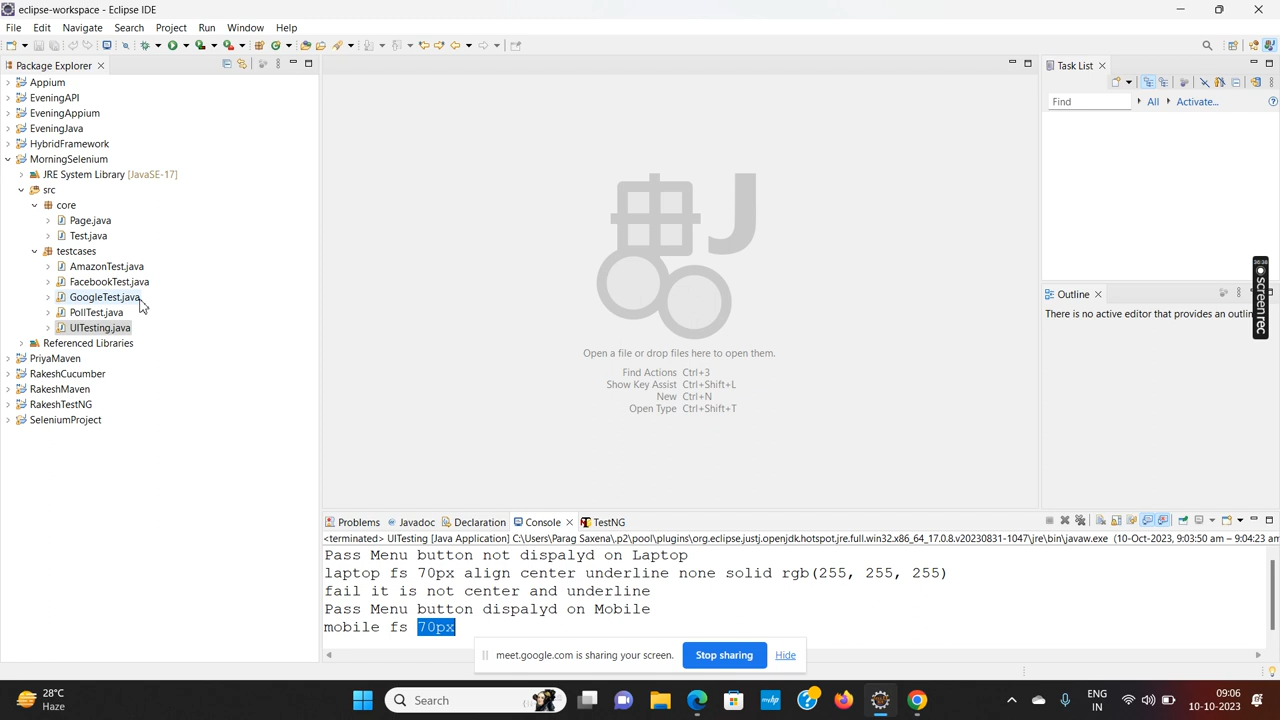 eclipse-workspace - Eclipse IDE
File Edit Navigate Search Project Run Window Help
Package Explorer
Appium
EveningAPI
EveningAppium
EveningJava
HybridFramework
MorningSelenium
JRE System Library [JavaSE-17]
src
core
Page.java
Test.java
testcases
AmazonTest.java
FacebookTest.java
GoogleTest.java
PollTest.java
UITesting.java
Referenced Libraries
PriyaMaven
RakeshCucumber
RakeshMaven
RakeshTestNG
SeleniumProject
Open a file or drop files here to open them.
Find Actions Ctrl+3
Show Key Assist Ctrl+Shift+L
New Ctrl+N
Open Type Ctrl+Shift+T
Task List
Find All Activate...
Outline
There is no active editor that provides an outlin
screenrec
Problems Javadoc Declaration Console TestNG
<terminated> UITesting [Java Application] C:\Users\Parag Saxena\.p2\pool\plugins\org.eclipse.justj.openjdk.hotspot.jre.full.win32.x86_64_17.0.8.v20230831-1047\jre\bin\javaw.exe (10-Oct-2023, 9:03:50 am – 9:04:23 am
Pass Menu button not dispalyd on Laptop
laptop fs 70px align center underline none solid rgb(255, 255, 255)
fail it is not center and underline
Pass Menu button dispalyd on Mobile
mobile fs 70px
meet.google.com is sharing your screen. Stop sharing Hide
28°C
Haze
Search
ENG
IN
09:06
10-10-2023